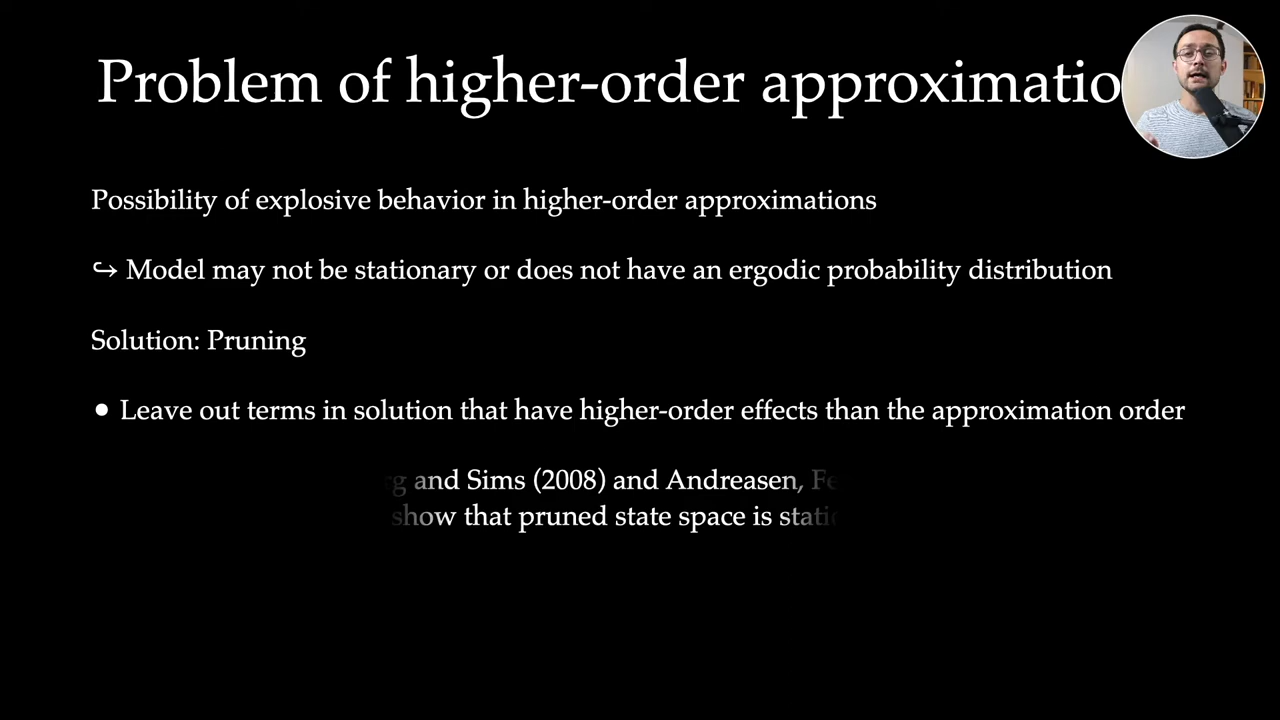 Problem of higher-order approximatio
Possibility of explosive behavior in higher-order approximations
↪ Model may not be stationary or does not have an ergodic probability distribution
Solution: Pruning
• Leave out terms in solution that have higher-order effects than the approximation order
and Sims (2008) and Andreasen,
show that pruned state space is